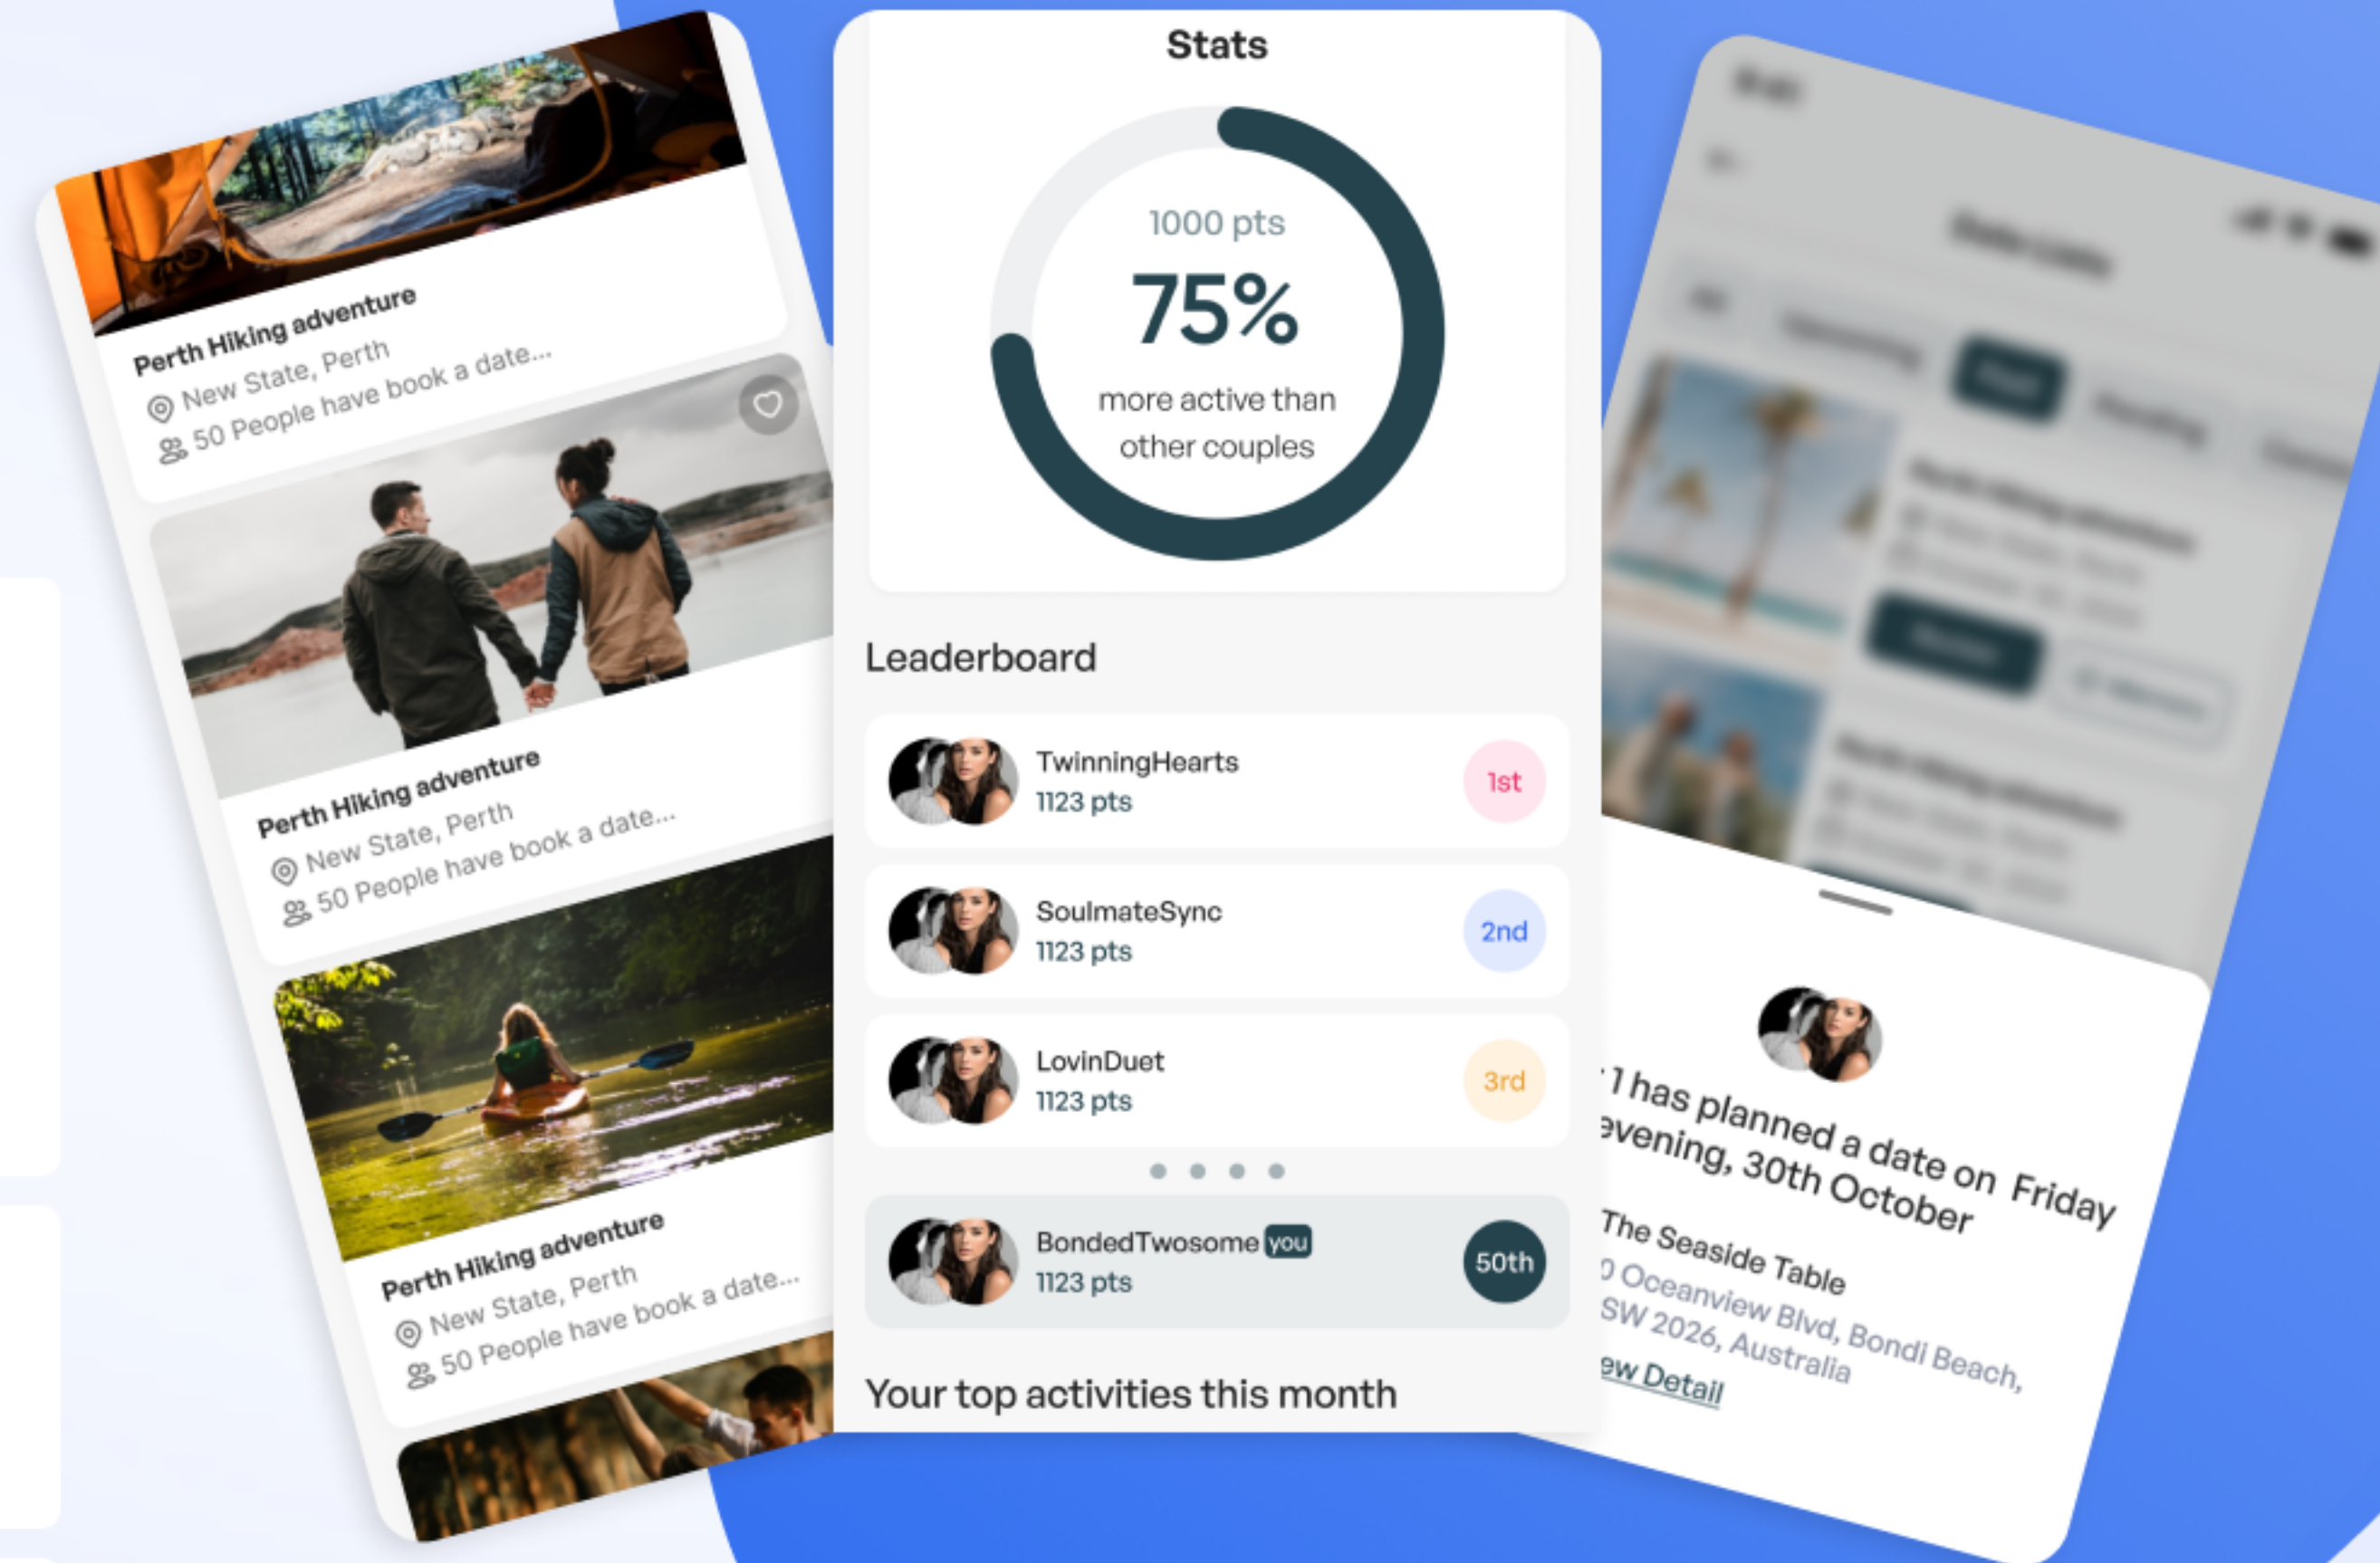 Perth Hiking adventure
New State, Perth
50 People have book a date...
Perth Hiking adventure
New State, Perth
50 People have book a date...
Perth Hiking adventure
New State, Perth
50 People have book a date...
Stats
1000 pts
75%
more active than
other couples
Leaderboard
TwinningHearts
1123 pts
1st
SoulmateSync
1123 pts
2nd
LovinDuet
1123 pts
3rd
BondedTwosome you
1123 pts
50th
Your top activities this month
1 has planned a date on Friday
evening, 30th October
The Seaside Table
0 Oceanview Blvd, Bondi Beach,
SW 2026, Australia
ew Detail